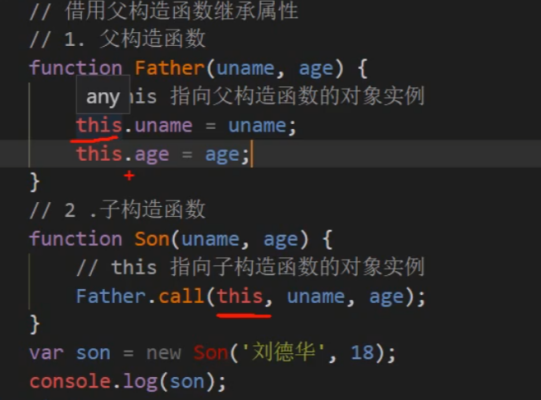 // 借用父构造函数继承属性
// 1. 父构造函数
function Father(uname, age) {
any his 指向父构造函数的对象实例
this.uname = uname;
this.age = age;
}
// 2 .子构造函数
function Son(uname, age) {
// this 指向子构造函数的对象实例
Father.call(this, uname, age);
}
var son = new Son('刘德华', 18);
console.log(son);